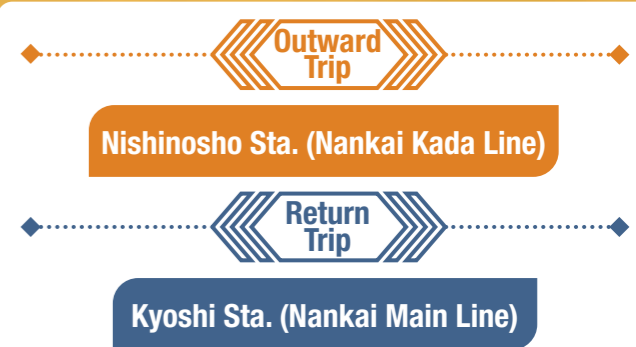 Outward
Trip
Nishinosho Sta. (Nankai Kada Line)
Return
Trip
Kyoshi Sta. (Nankai Main Line)